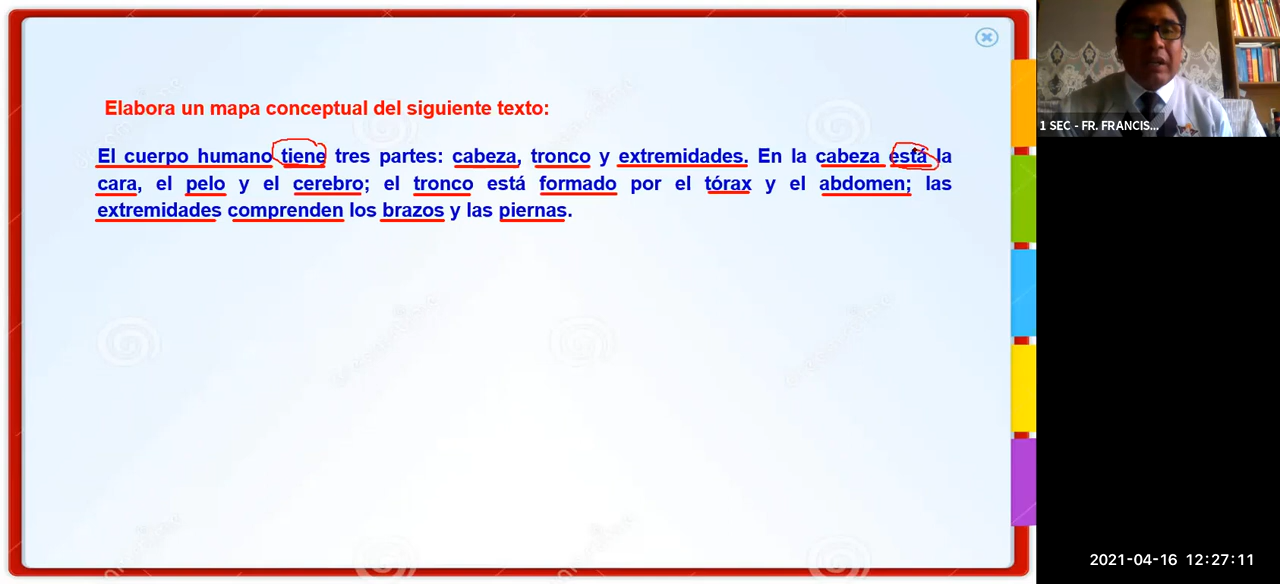 Elabora un mapa conceptual del siguiente texto:
El cuerpo humano tiene tres partes: cabeza, tronco y extremidades. En la cabeza está la
cara, el pelo y el cerebro; el tronco está formado por el tórax y el abdomen; las
extremidades comprenden los brazos y las piernas.
1 SEC - FR. FRANCIS...
2021-04-16 12:27:11